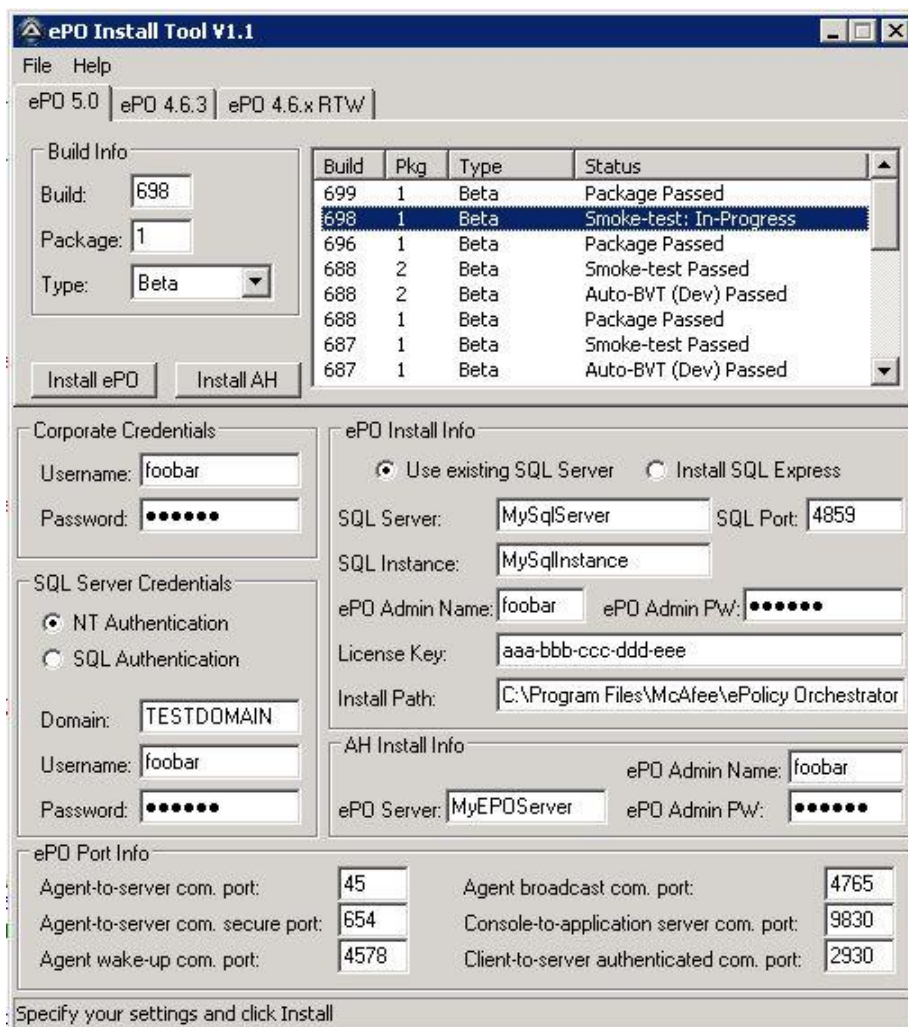 ePO Install Tool V1.1
File Help
ePO 5.0 ePO 4.6.3 ePO 4.6.x RTW
Build Info
Build: 698
Package: 1
Type: Beta
Install ePO Install AH
Build Pkg Type Status
699 1 Beta Package Passed
698 1 Beta Smoke-test: In-Progress
696 1 Beta Package Passed
688 2 Beta Smoke-test Passed
688 2 Beta Auto-BVT (Dev) Passed
688 1 Beta Package Passed
687 1 Beta Smoke-test Passed
687 1 Beta Auto-BVT (Dev) Passed
Corporate Credentials
Username: foobar
Password: ●●●●●●
SQL Server Credentials
NT Authentication
SQL Authentication
Domain: TESTDOMAIN
Username: foobar
Password: ●●●●●●
ePO Install Info
Use existing SQL Server Install SQL Express
SQL Server: MySqlServer SQL Port: 4859
SQL Instance: MySqlInstance
ePO Admin Name: foobar ePO Admin PW: ●●●●●●
License Key: aaa-bbb-ccc-ddd-eee
Install Path: C:\Program Files\McAfee\ePolicy Orchestrator
AH Install Info
ePO Admin Name: foobar
ePO Server: MyEPOServer ePO Admin PW: ●●●●●●
ePO Port Info
Agent-to-server com. port: 45 Agent broadcast com. port: 4765
Agent-to-server com. secure port: 654 Console-to-application server com. port: 9830
Agent wake-up com. port: 4578 Client-to-server authenticated com. port: 2930
Specify your settings and click Install